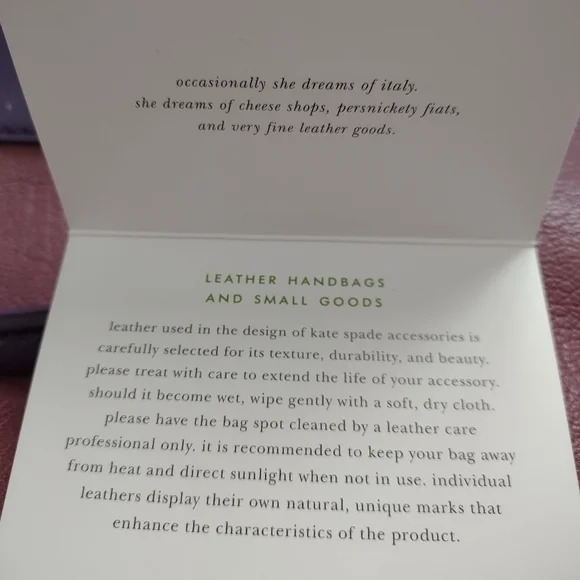 occasionally she dreams of italy.
she dreams of cheese shops, persnickety fiats,
and very fine leather goods.
LEATHER HANDBAGS
AND SMALL GOODS
leather used in the design of kate spade accessories is
carefully selected for its texture, durability, and beauty.
please treat with care to extend the life of your accessory.
should it become wet, wipe gently with a soft, dry cloth.
please have the bag spot cleaned by a leather care
professional only. it is recommended to keep your bag away
from heat and direct sunlight when not in use. individual
leathers display their own natural, unique marks that
enhance the characteristics of the product.